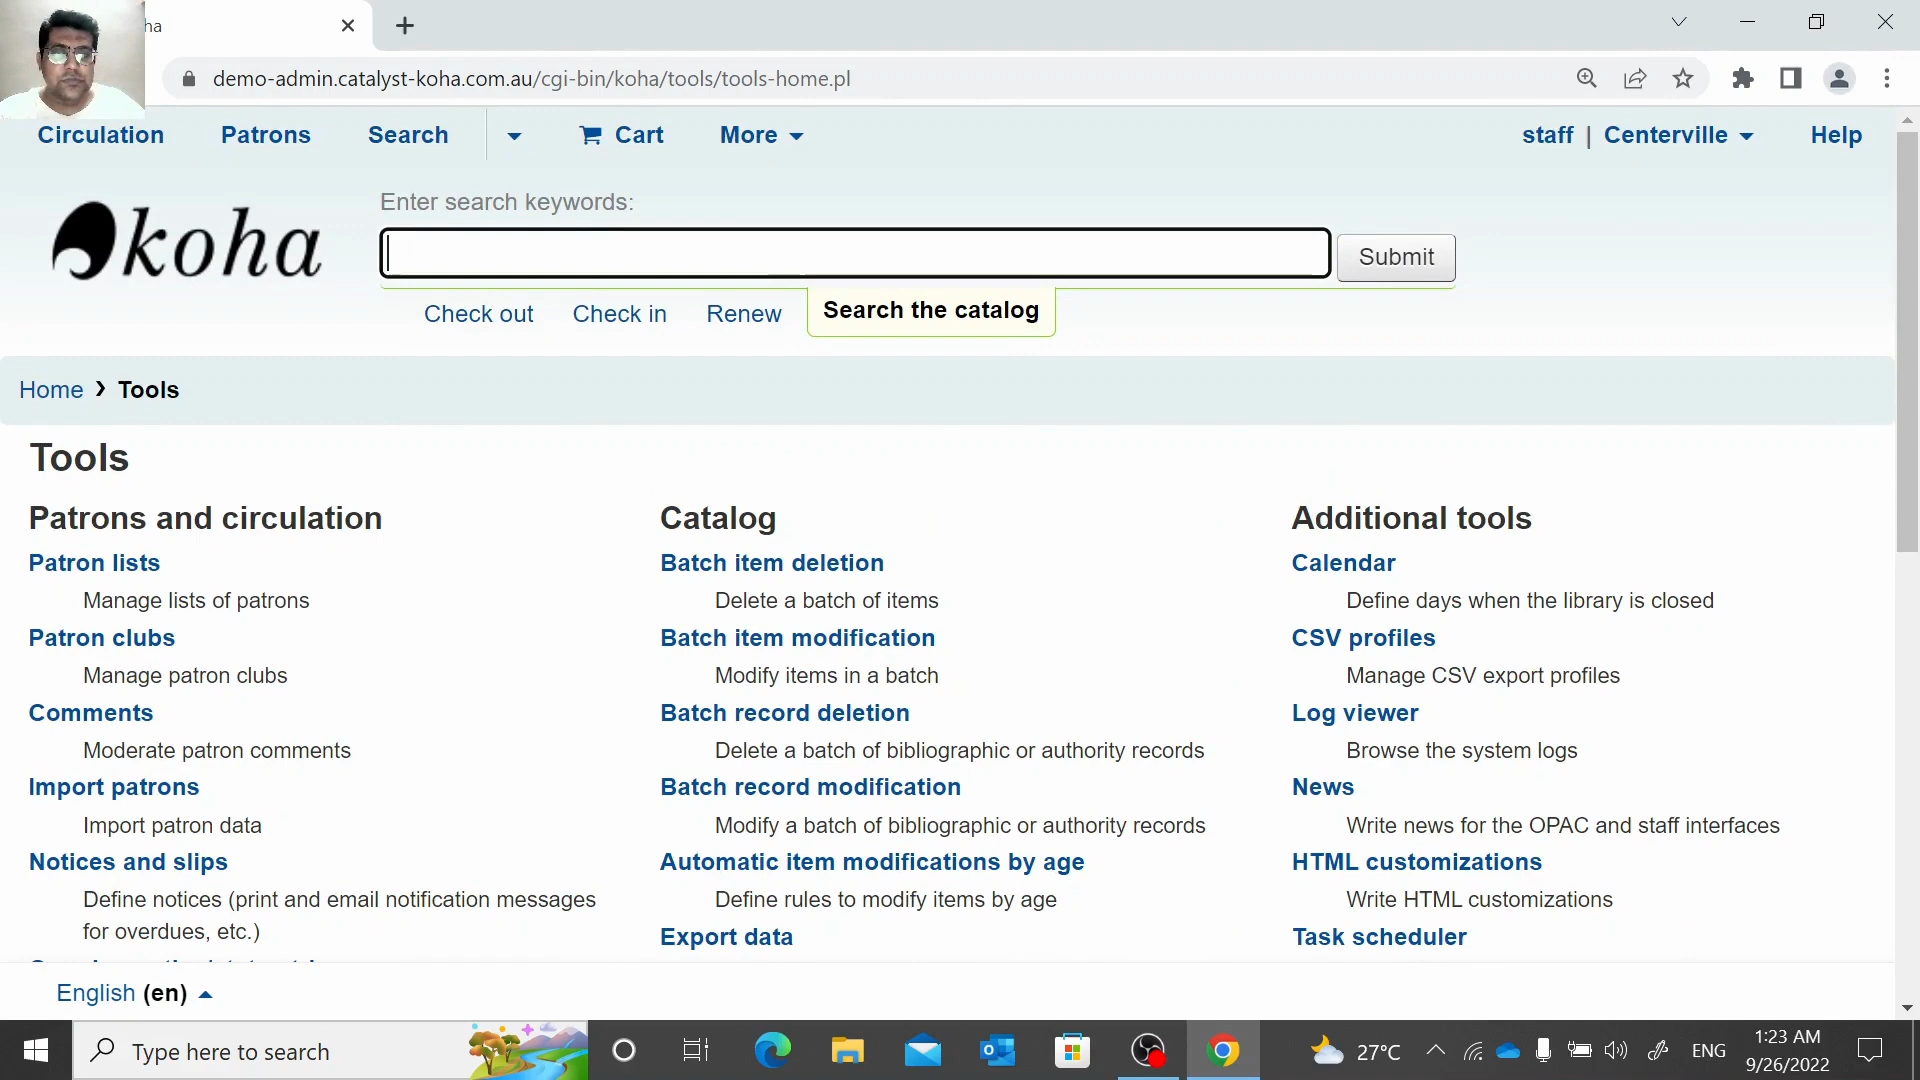 ha
demo-admin.catalyst-koha.com.au/cgi-bin/koha/tools/tools-home.pl
Circulation Patrons Search Cart More staff | Centerville Help
koha
Enter search keywords:
Submit
Check out Check in Renew Search the catalog
Home › Tools
Tools
Patrons and circulation
Patron lists
Manage lists of patrons
Patron clubs
Manage patron clubs
Comments
Moderate patron comments
Import patrons
Import patron data
Notices and slips
Define notices (print and email notification messages
for overdues, etc.)
Catalog
Batch item deletion
Delete a batch of items
Batch item modification
Modify items in a batch
Batch record deletion
Delete a batch of bibliographic or authority records
Batch record modification
Modify a batch of bibliographic or authority records
Automatic item modifications by age
Define rules to modify items by age
Export data
Additional tools
Calendar
Define days when the library is closed
CSV profiles
Manage CSV export profiles
Log viewer
Browse the system logs
News
Write news for the OPAC and staff interfaces
HTML customizations
Write HTML customizations
Task scheduler
English (en)
Type here to search
27°C
ENG
1:23 AM
9/26/2022